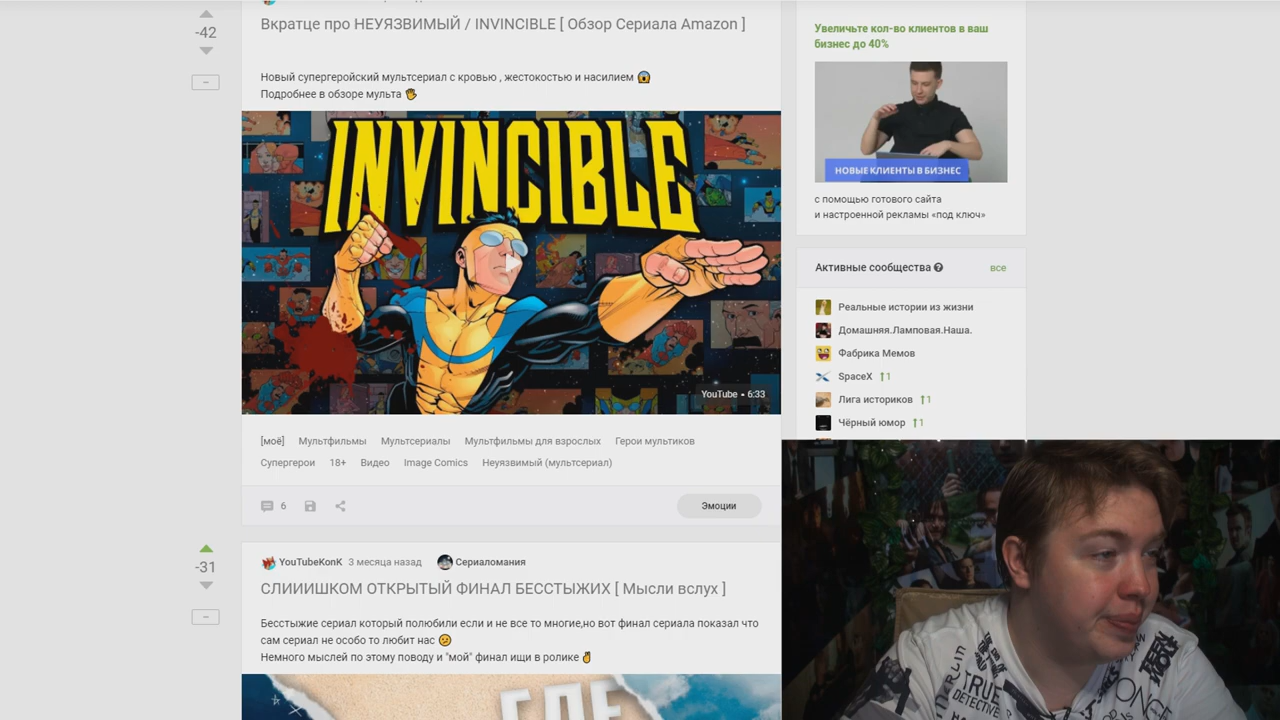 -42
Вкратце про НЕУЯЗВИМЫЙ / INVINCIBLE [ Обзор Сериала Amazon ]
Новый супергеройский мультсериал с кровью , жестокостью и насилием
Подробнее в обзоре мульта
INVINCIBLE
YouTube • 6:33
[моё] Мультфильмы Мультсериалы Мультфильмы для взрослых Герои мультиков
Супергерои 18+ Видео Image Comics Неуязвимый (мультсериал)
6
Эмоции
-31
YouTubeKonK 3 месяца назад Сериаломания
СЛИИИШКОМ ОТКРЫТЫЙ ФИНАЛ БЕССТЫЖИХ [ Мысли вслух ]
Бесстыжие сериал который полюбили если и не все то многие,но вот финал сериала показал что
сам сериал не особо то любит нас
Немного мыслей по этому поводу и "мой" финал ищи в ролике
Увеличьте кол-во клиентов в ваш
бизнес до 40%
НОВЫЕ КЛИЕНТЫ В БИЗНЕС
с помощью готового сайта
и настроенной рекламы «под ключ»
Активные сообщества все
Реальные истории из жизни
Домашняя.Ламповая.Наша.
Фабрика Мемов
SpaceX 1
Лига историков 1
Чёрный юмор 1
TRUE
DETECTIVE